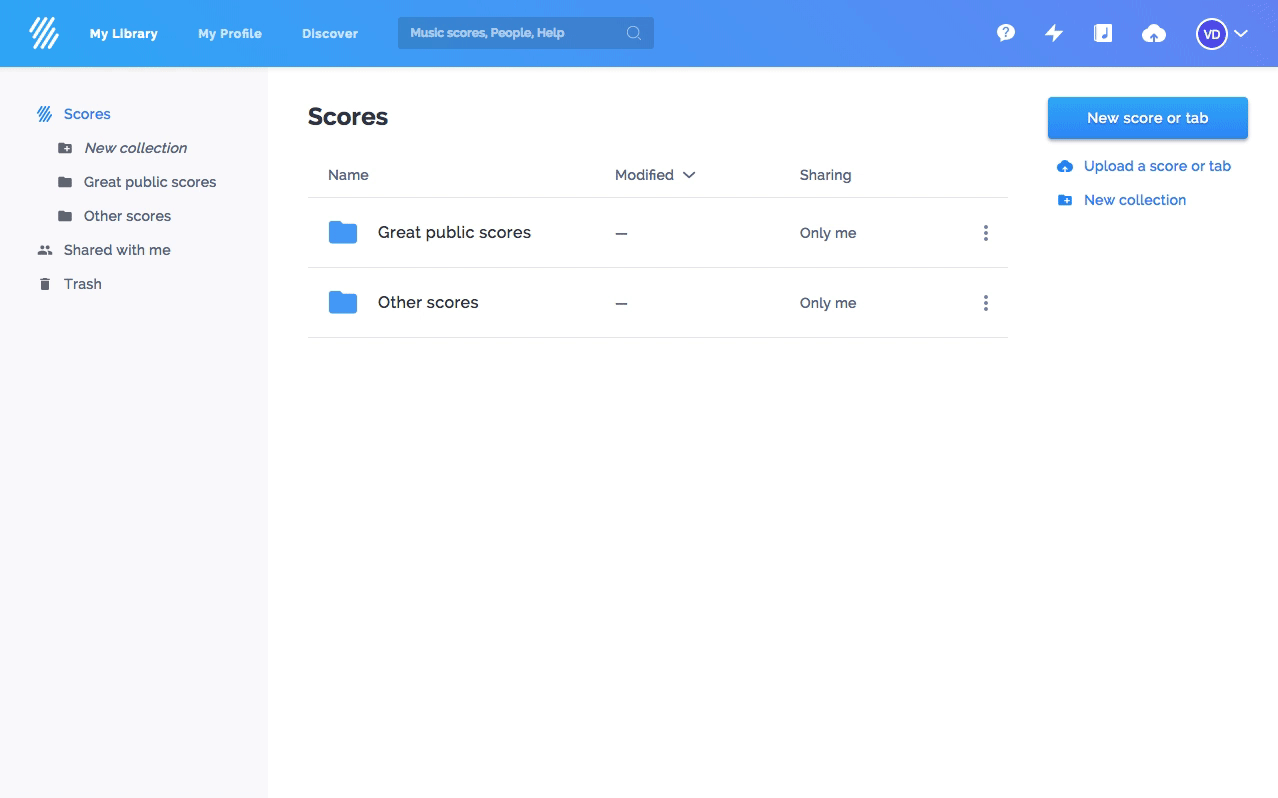 My Library
My Profile
Discover
Music scores, People, Help
?
VD
Scores
New collection
Great public scores
Other scores
Shared with me
Trash
Scores
Name
Modified
Sharing
Great public scores
—
Only me
Other scores
—
Only me
New score or tab
Upload a score or tab
New collection